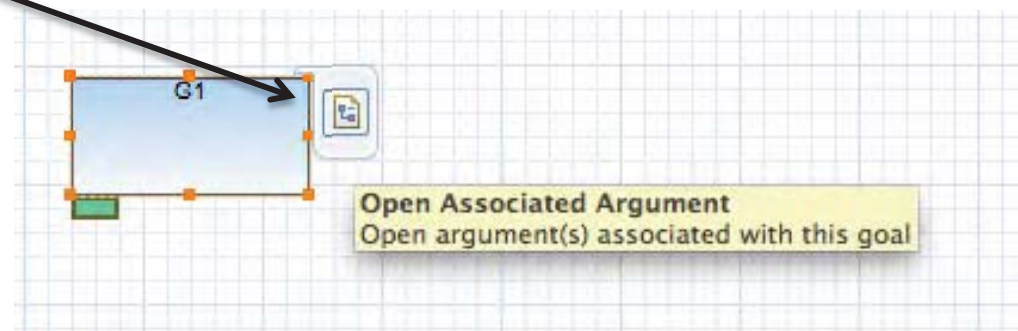 G1
Open Associated Argument
Open argument(s) associated with this goal